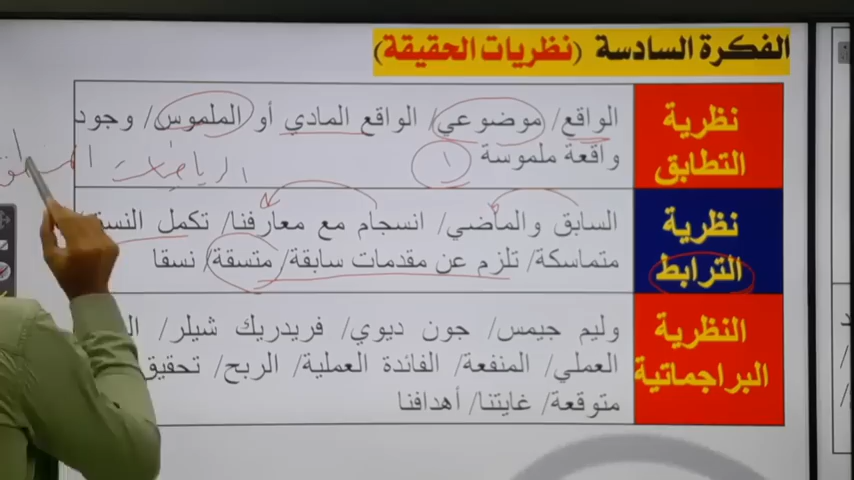 الفكرة السادسة (نظريات الحقيقة)
نظرية التطابق
الواقع/ موضوعي/ الواقع المادي أو الملموس/ وجود
واقعة ملموسة
١
الرياضيات
نظرية الترابط
السابق والماضي/ انسجام مع معارفنا/ تكمل
متماسكة/ تلزم عن مقدمات سابقة/ متسقة/ نسقا
النظرية البراجماتية
وليم جيمس/ جون ديوي/ فريدريك شيلر/
العملي/ المنفعة/ الفائدة العملية/ الربح/ تحقيق
متوقعة/ غايتنا/ أهدافنا